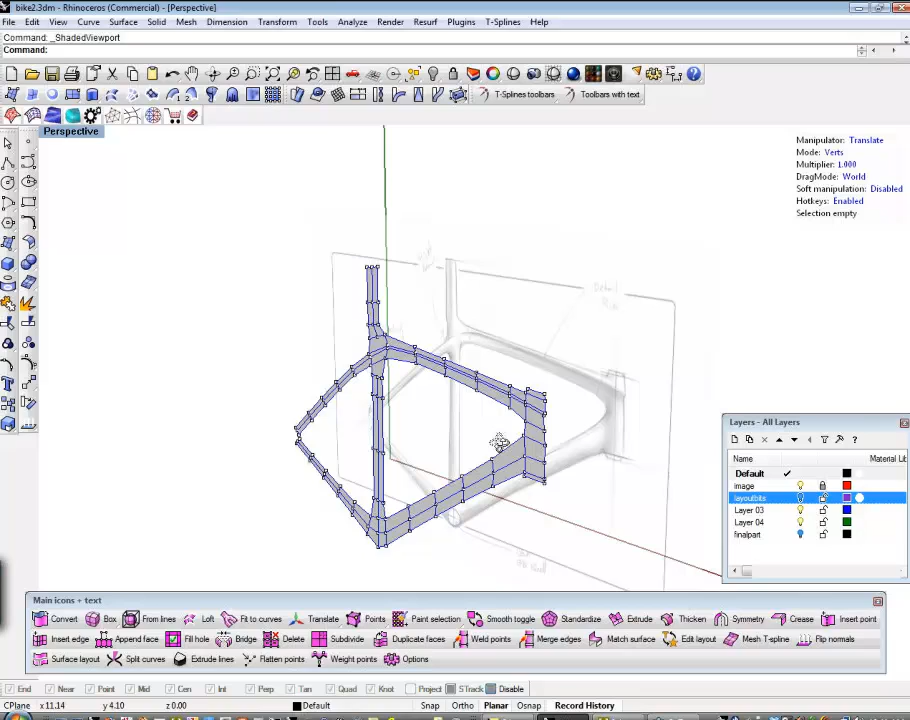 bike2.3dm - Rhinoceros (Commercial) - [Perspective]
File Edit View Curve Surface Solid Mesh Dimension Transform Tools Analyze Render Resurf Plugins T-Splines Help
Command: _ShadedViewport
Command:
T-Splines toolbars Toolbars with text
Perspective
Manipulator: Translate
Mode: Verts
Multiplier: 1.000
DragMode: World
Soft manipulation: Disabled
Hotkeys: Enabled
Selection empty
Layers - All Layers
Name Material Lib
Default
image
layoutbits
Layer 03
Layer 04
finalpart
Main icons + text
Convert Box From lines Loft Fit to curves Translate Points Paint selection Smooth toggle Standardize Extrude Thicken Symmetry Crease Insert point
Insert edge Append face Fill hole Bridge Delete Subdivide Duplicate faces Weld points Merge edges Match surface Edit layout Mesh T-spline Flip normals
Surface layout Split curves Extrude lines Flatten points Weight points Options
End Near Point Mid Cen Int Perp Tan Quad Knot Project STrack Disable
CPlane x 11.14 y 4.10 z 0.00 Default Snap Ortho Planar Osnap Record History